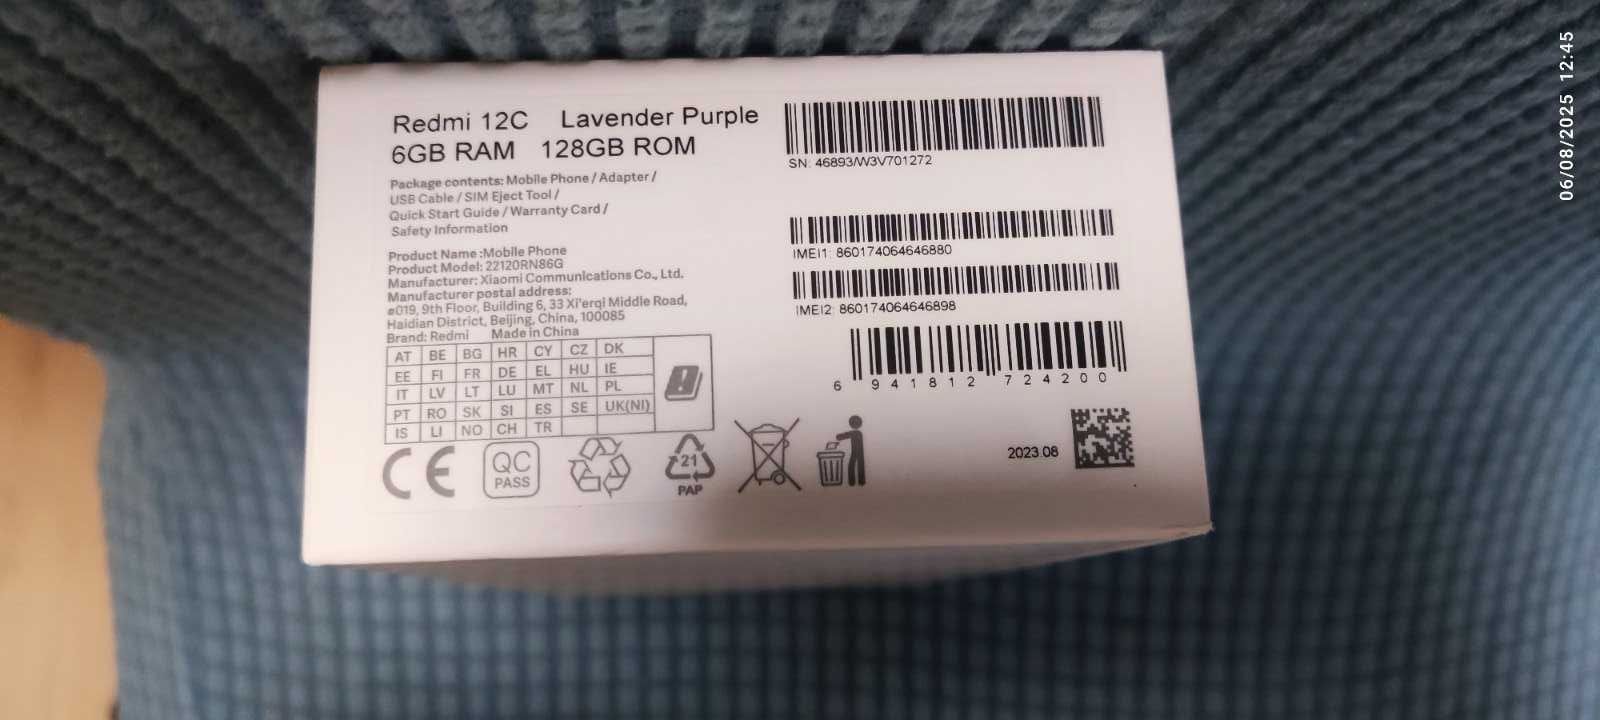 Redmi 12C Lavender Purple
6GB RAM 128GB ROM
Package contents: Mobile Phone / Adapter /
USB Cable / SIM Eject Tool /
Quick Start Guide / Warranty Card /
Safety Information
Product Name :Mobile Phone
Product Model: 22120RN86G
Manufacturer: Xiaomi Communications Co., Ltd.
Manufacturer postal address:
#019, 9th Floor, Building 6, 33 Xi'erqi Middle Road,
Haidian District, Beijing, China, 100085
Brand: Redmi Made in China
AT BE BG HR CY CZ DK
EE FI FR DE EL HU IE
IT LV LT LU MT NL PL
PT RO SK SI ES SE UK(NI)
IS LI NO CH TR
CE
QC
PASS
21
PAP
SN: 46893/W3V701272
IMEI1: 860174064646880
IMEI2: 860174064646898
6 941812 724200
2023.08
06/08/2025 12:45